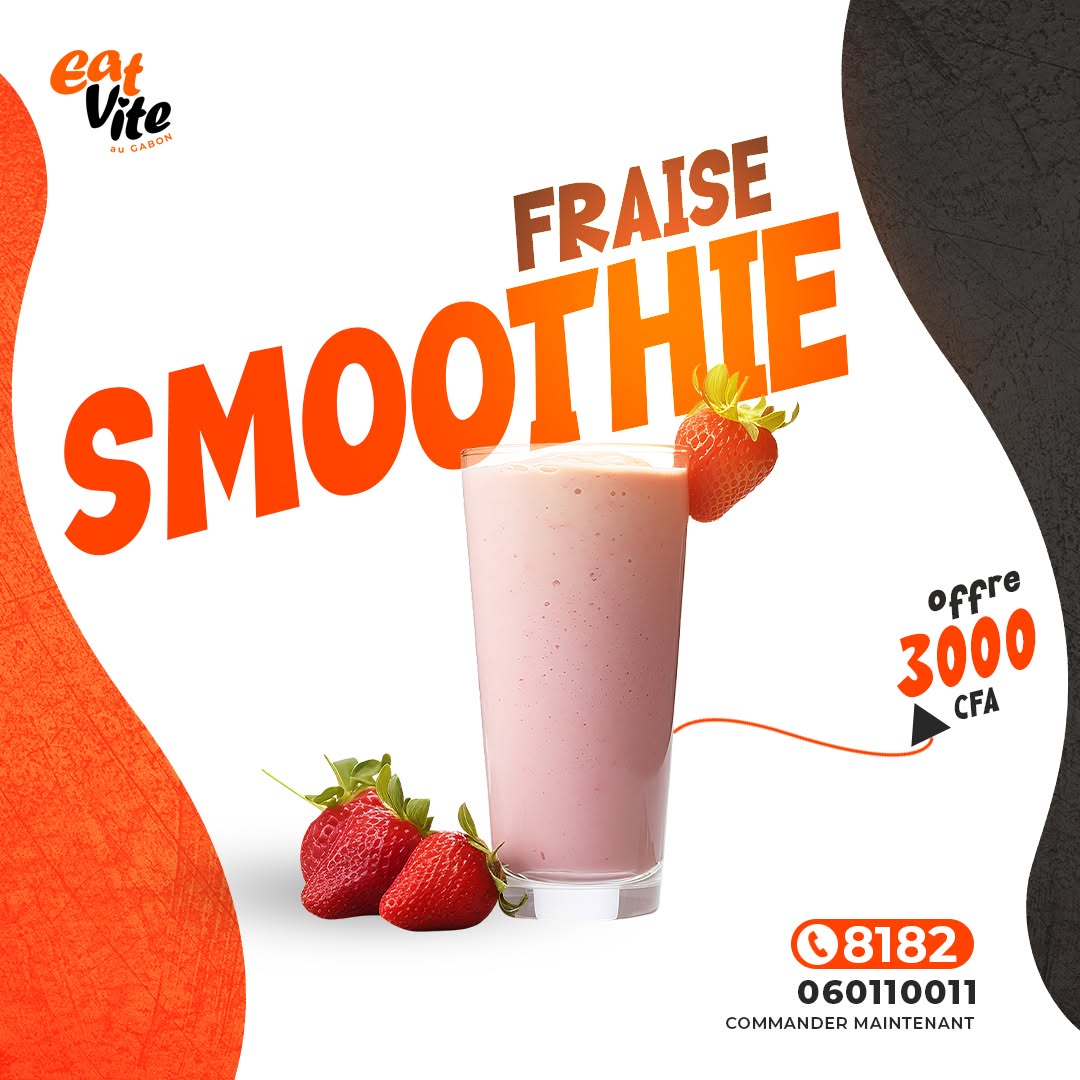 eat
Vite
au GABON
FRAISE
SMOOTHIE
offre
3000
CFA
8182
060110011
COMMANDER MAINTENANT